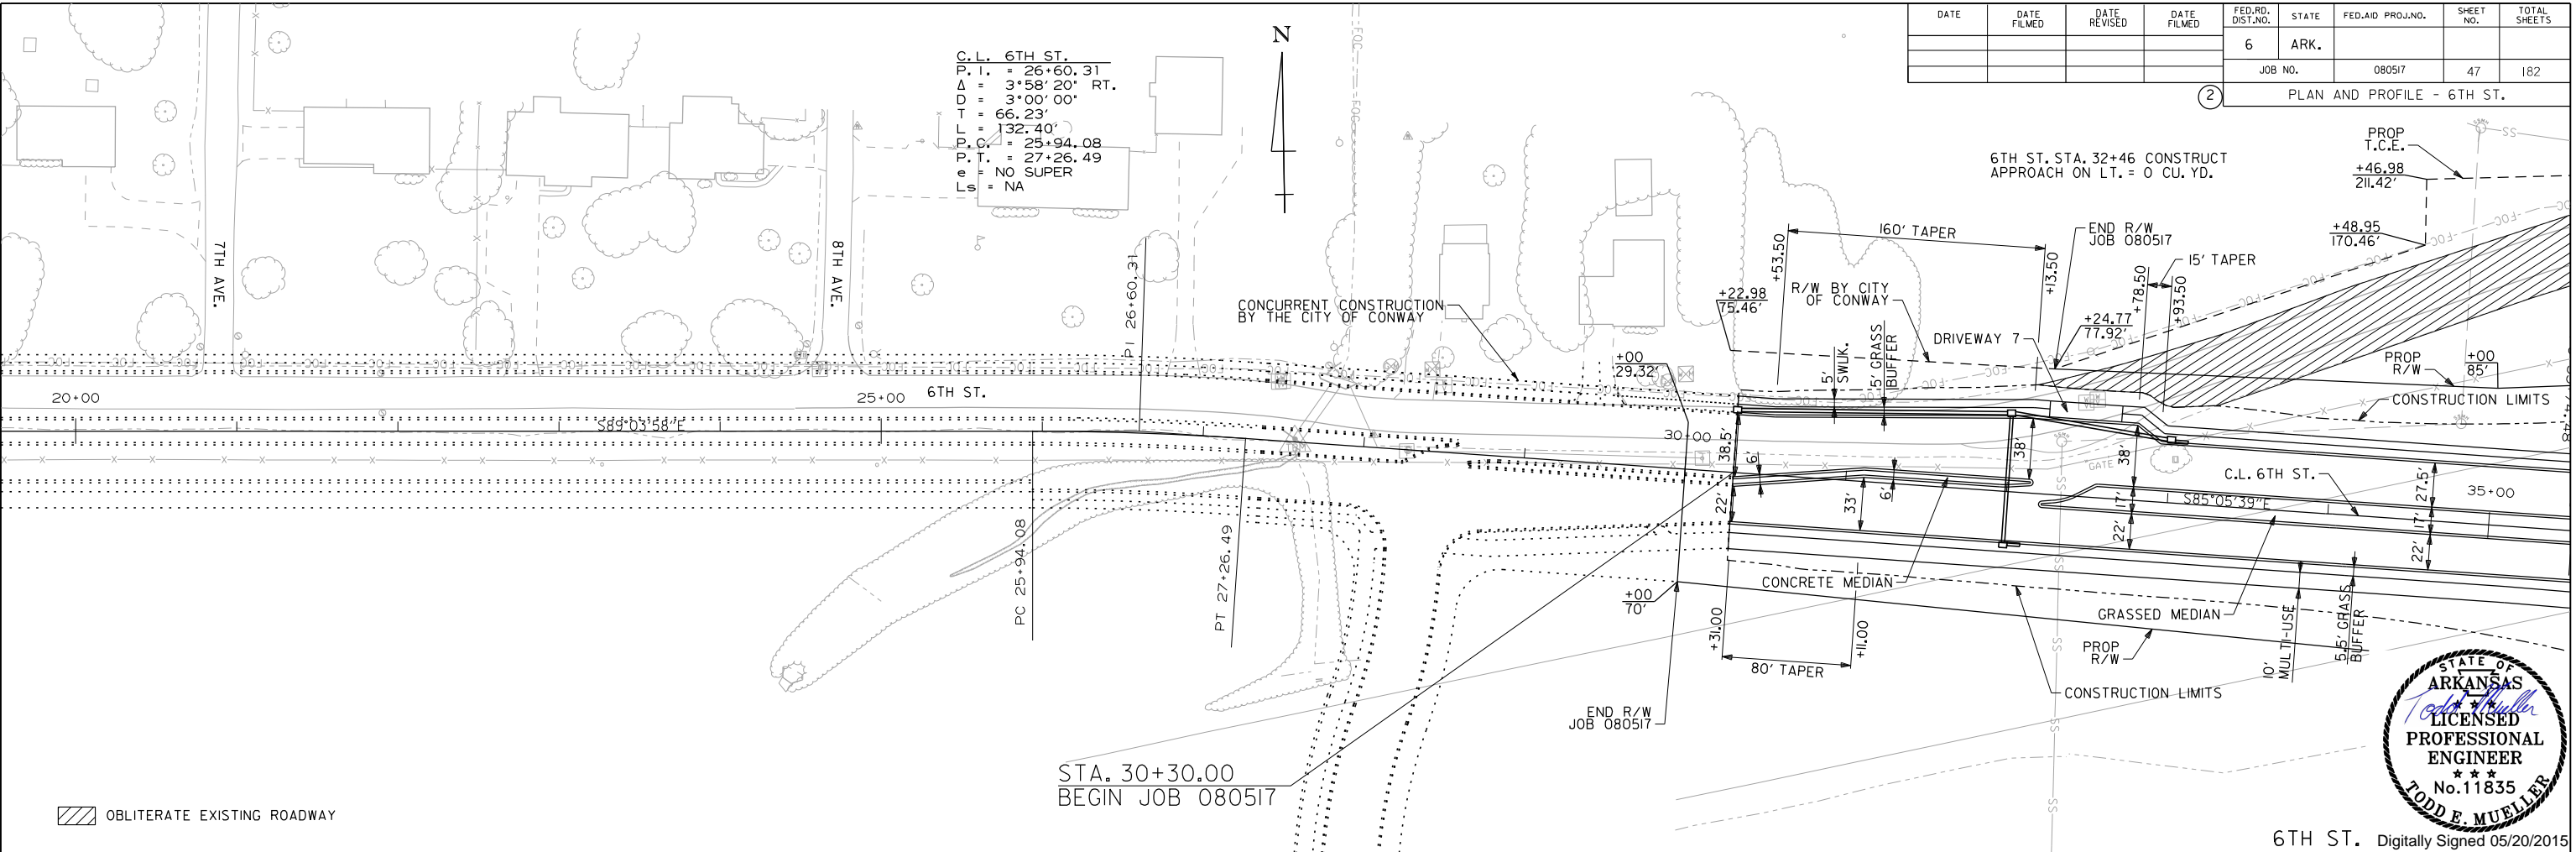 DATE
DATE FILMED
DATE REVISED
DATE FILMED
FED.RD. DIST.NO.
STATE
FED.AID PROJ.NO.
SHEET NO.
TOTAL SHEETS
6
ARK.
JOB NO.
080517
47
182
2
PLAN AND PROFILE - 6TH ST.
C.L. 6TH ST.
P.I. = 26+60.31
Δ = 3°58'20" RT.
D = 3°00'00"
T = 66.23'
L = 132.40'
P.C. = 25+94.08
P.T. = 27+26.49
e = NO SUPER
Ls = NA
N
6TH ST. STA. 32+46 CONSTRUCT
APPROACH ON LT. = 0 CU. YD.
PROP
T.C.E.
+46.98
211.42'
+48.95
170.46'
END R/W
JOB 080517
15' TAPER
160' TAPER
+53.50
+13.50
+78.50
+93.50
R/W BY CITY
OF CONWAY
+22.98
75.46'
+24.77
77.92'
DRIVEWAY 7
CONCURRENT CONSTRUCTION
BY THE CITY OF CONWAY
7TH AVE.
8TH AVE.
PI 26+60.31
+00
29.32'
5'
SWLK.
5' GRASS
BUFFER
PROP
R/W
+00
85'
CONSTRUCTION LIMITS
20+00
25+00
6TH ST.
S89°03'58"E
30+00
38.5'
6'
22'
33'
6'
38'
GATE
38'
17'
22'
C.L. 6TH ST.
S85°05'39"E
27.5'
17'
22'
35+00
PC 25+94.08
PT 27+26.49
CONCRETE MEDIAN
+00
70'
+31.00
80' TAPER
+11.00
GRASSED MEDIAN
PROP
R/W
10'
MULTI-USE
5.5' GRASS
BUFFER
CONSTRUCTION LIMITS
END R/W
JOB 080517
STA. 30+30.00
BEGIN JOB 080517
OBLITERATE EXISTING ROADWAY
FOC
SS
STATE OF
ARKANSAS
Todd Mueller
LICENSED
PROFESSIONAL
ENGINEER
No.11835
TODD E. MUELLER
6TH ST.
Digitally Signed 05/20/2015